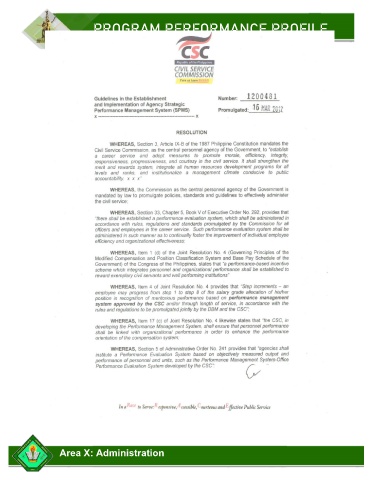 PROGRAM PERFORMANCE PROFILE
CSC
Republic of the Philippines
CIVIL SERVICE
COMMISSION
Guidelines in the Establishment
and Implementation of Agency Strategic
Performance Management System (SPMS)
x ---------------------------------------------------- x
Number: 1200481
Promulgated: 16 MAR 2012
RESOLUTION
WHEREAS, Section 3, Article IX-B of the 1987 Philippine Constitution mandates the
Civil Service Commission, as the central personnel agency of the Government, to "establish
a career service and adopt measures to promote morale, efficiency, integrity,
responsiveness, progressiveness, and courtesy in the civil service. It shall strengthen the
merit and rewards system, integrate all human resources development programs for all
levels and ranks, and institutionalize a management climate conducive to public
accountability. x x x"
WHEREAS, the Commission as the central personnel agency of the Government is
mandated by law to promulgate policies, standards and guidelines to effectively administer
the civil service;
WHEREAS, Section 33, Chapter 5, Book V of Executive Order No. 292, provides that
"there shall be established a performance evaluation system, which shall be administered in
accordance with rules, regulations and standards promulgated by the Commission for all
officers and employees in the career service. Such performance evaluation system shall be
administered in such manner as to continually foster the improvement of individual employee
efficiency and organizational effectiveness;
WHEREAS, Item 1 (d) of the Joint Resolution No. 4 (Governing Principles of the
Modified Compensation and Position Classification System and Base Pay Schedule of the
Government) of the Congress of the Philippines, states that "a performance-based incentive
scheme which integrates personnel and organizational performance shall be established to
reward exemplary civil servants and well performing institutions"
WHEREAS, Item 4 of Joint Resolution No. 4 provides that "Step Increments – an
employee may progress from step 1 to step 8 of the salary grade allocation of his/her
position in recognition of meritorious performance based on performance management
system approved by the CSC and/or through length of service, in accordance with the
rules and regulations to be promulgated jointly by the DBM and the CSC";
WHEREAS, Item 17 (c) of Joint Resolution No. 4 likewise states that "the CSC, in
developing the Performance Management System, shall ensure that personnel performance
shall be linked with organizational performance in order to enhance the performance
orientation of the compensation system.
WHEREAS, Section 5 of Administrative Order No. 241 provides that "agencies shall
institute a Performance Evaluation System based on objectively measured output and
performance of personnel and units, such as the Performance Management System-Office
Performance Evaluation System developed by the CSC";
In a Race to Serve: Responsive, Accessible, Courteous and Effective Public Service
Area X: Administration